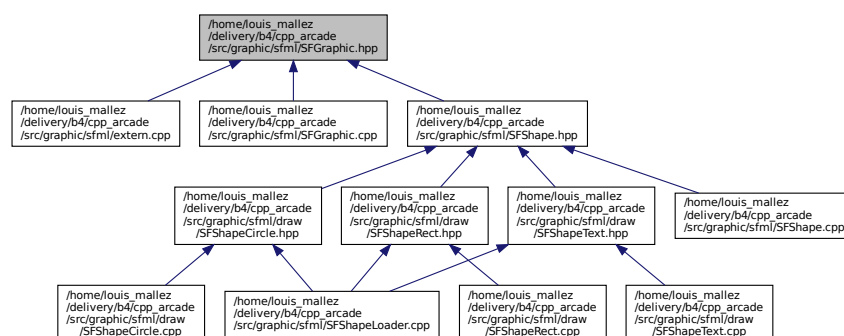 /home/louis_mallez
/delivery/b4/cpp_arcade
/src/graphic/sfml/SFGraphic.hpp
/home/louis_mallez
/delivery/b4/cpp_arcade
/src/graphic/sfml/extern.cpp
/home/louis_mallez
/delivery/b4/cpp_arcade
/src/graphic/sfml/SFGraphic.cpp
/home/louis_mallez
/delivery/b4/cpp_arcade
/src/graphic/sfml/SFShape.hpp
/home/louis_mallez
/delivery/b4/cpp_arcade
/src/graphic/sfml/draw
/SFShapeCircle.hpp
/home/louis_mallez
/delivery/b4/cpp_arcade
/src/graphic/sfml/draw
/SFShapeRect.hpp
/home/louis_mallez
/delivery/b4/cpp_arcade
/src/graphic/sfml/draw
/SFShapeText.hpp
/home/louis_mallez
/delivery/b4/cpp_arcade
/src/graphic/sfml/SFShape.cpp
/home/louis_mallez
/delivery/b4/cpp_arcade
/src/graphic/sfml/draw
/SFShapeCircle.cpp
/home/louis_mallez
/delivery/b4/cpp_arcade
/src/graphic/sfml/SFShapeLoader.cpp
/home/louis_mallez
/delivery/b4/cpp_arcade
/src/graphic/sfml/draw
/SFShapeRect.cpp
/home/louis_mallez
/delivery/b4/cpp_arcade
/src/graphic/sfml/draw
/SFShapeText.cpp